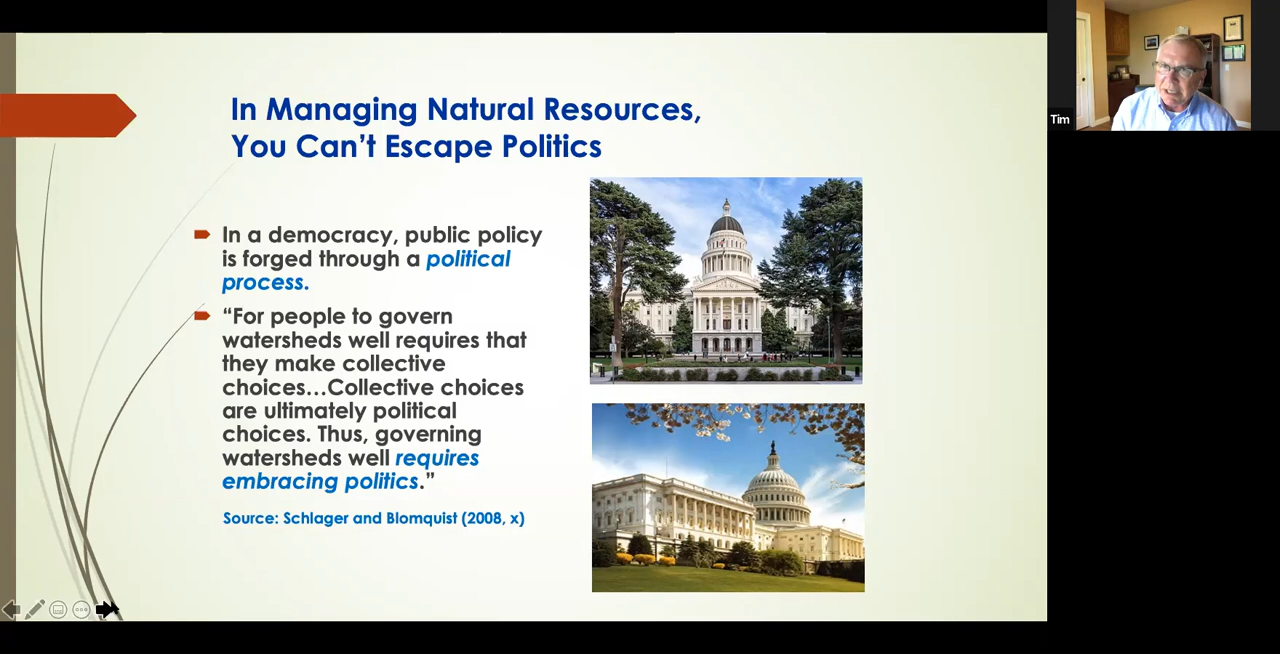 In Managing Natural Resources,
You Can't Escape Politics
In a democracy, public policy
is forged through a political
process.
“For people to govern
watersheds well requires that
they make collective
choices…Collective choices
are ultimately political
choices. Thus, governing
watersheds well requires
embracing politics.”
Source: Schlager and Blomquist (2008, x)
Tim